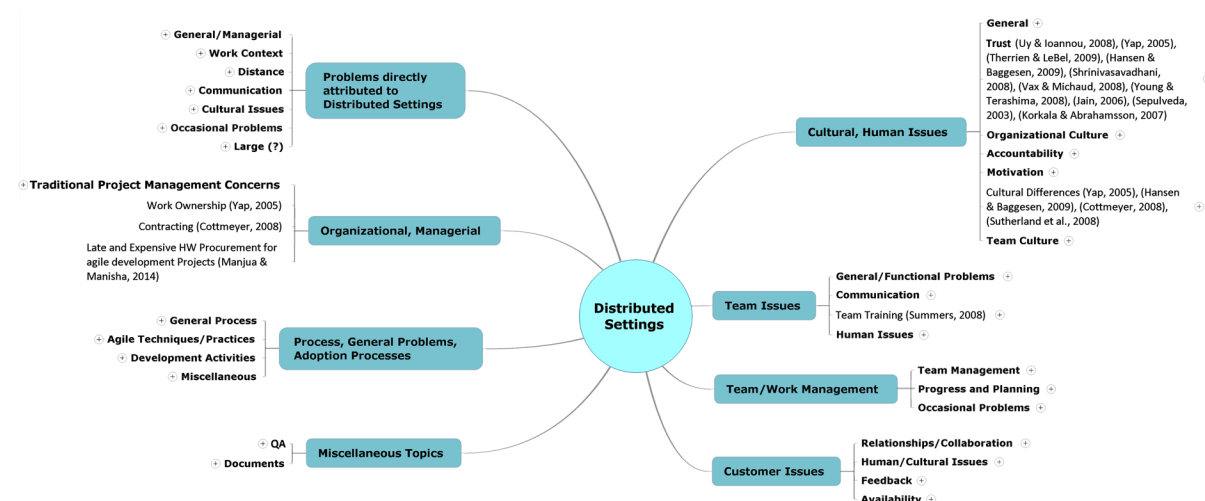 General/Managerial
Work Context
Distance
Communication
Cultural Issues
Occasional Problems
Large (?)
Problems directly
attributed to
Distributed Settings
Traditional Project Management Concerns
Work Ownership (Yap, 2005)
Contracting (Cottmeyer, 2008)
Late and Expensive HW Procurement for
agile development Projects (Manjua &
Manisha, 2014)
Organizational, Managerial
General Process
Agile Techniques/Practices
Development Activities
Miscellaneous
Process, General Problems,
Adoption Processes
QA
Documents
Miscellaneous Topics
Distributed
Settings
Cultural, Human Issues
General
Trust (Uy & Ioannou, 2008), (Yap, 2005),
(Therrien & LeBel, 2009), (Hansen &
Baggesen, 2009), (Shrinivasavadhani,
2008), (Vax & Michaud, 2008), (Young &
Terashima, 2008), (Jain, 2006), (Sepulveda,
2003), (Korkala & Abrahamsson, 2007)
Organizational Culture
Accountability
Motivation
Cultural Differences (Yap, 2005), (Hansen
& Baggesen, 2009), (Cottmeyer, 2008),
(Sutherland et al., 2008)
Team Culture
Team Issues
General/Functional Problems
Communication
Team Training (Summers, 2008)
Human Issues
Team/Work Management
Team Management
Progress and Planning
Occasional Problems
Customer Issues
Relationships/Collaboration
Human/Cultural Issues
Feedback
Availability